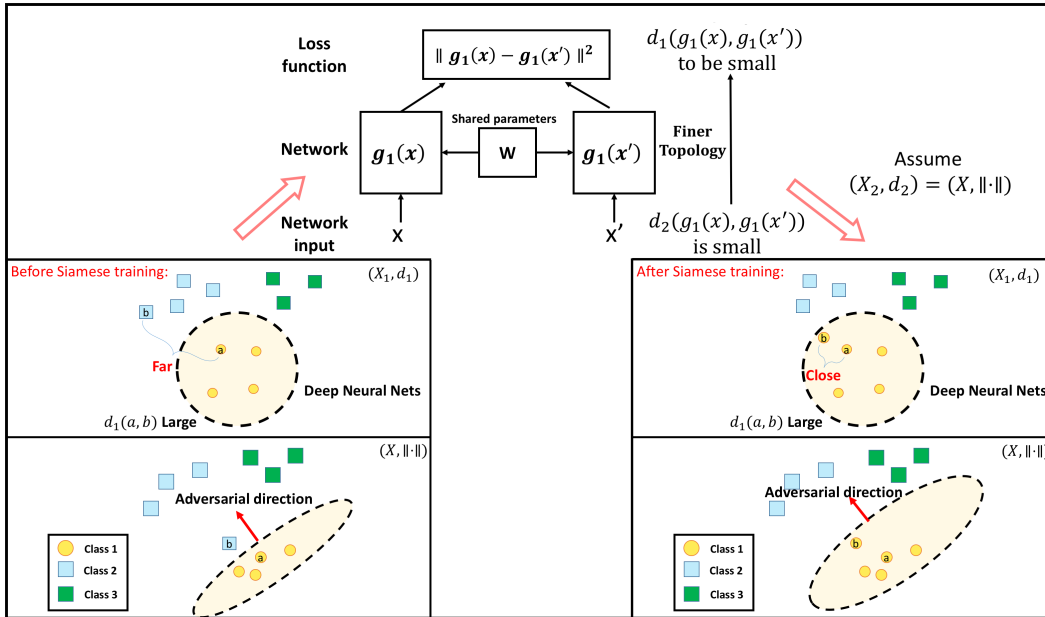 Loss
function
‖ g₁(x) − g₁(x′) ‖²
d₁(g₁(x), g₁(x′))
to be small
Shared parameters
Network
g₁(x)
W
g₁(x′)
Finer
Topology
Assume
(X₂, d₂) = (X, ‖·‖)
Network
input
X
X′
d₂(g₁(x), g₁(x′))
is small
Before Siamese training:
(X₁, d₁)
b
a
Far
Deep Neural Nets
d₁(a, b) Large
(X, ‖·‖)
Adversarial direction
b
a
Class 1
Class 2
Class 3
After Siamese training:
(X₁, d₁)
b
a
Close
Deep Neural Nets
d₁(a, b) Large
(X, ‖·‖)
Adversarial direction
b
a
Class 1
Class 2
Class 3